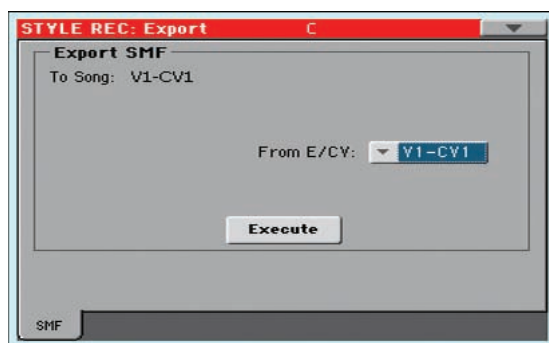 STYLE REC: Export C
Export SMF
To Song: V1-CV1
From E/CV: V1-CV1
Execute
SMF